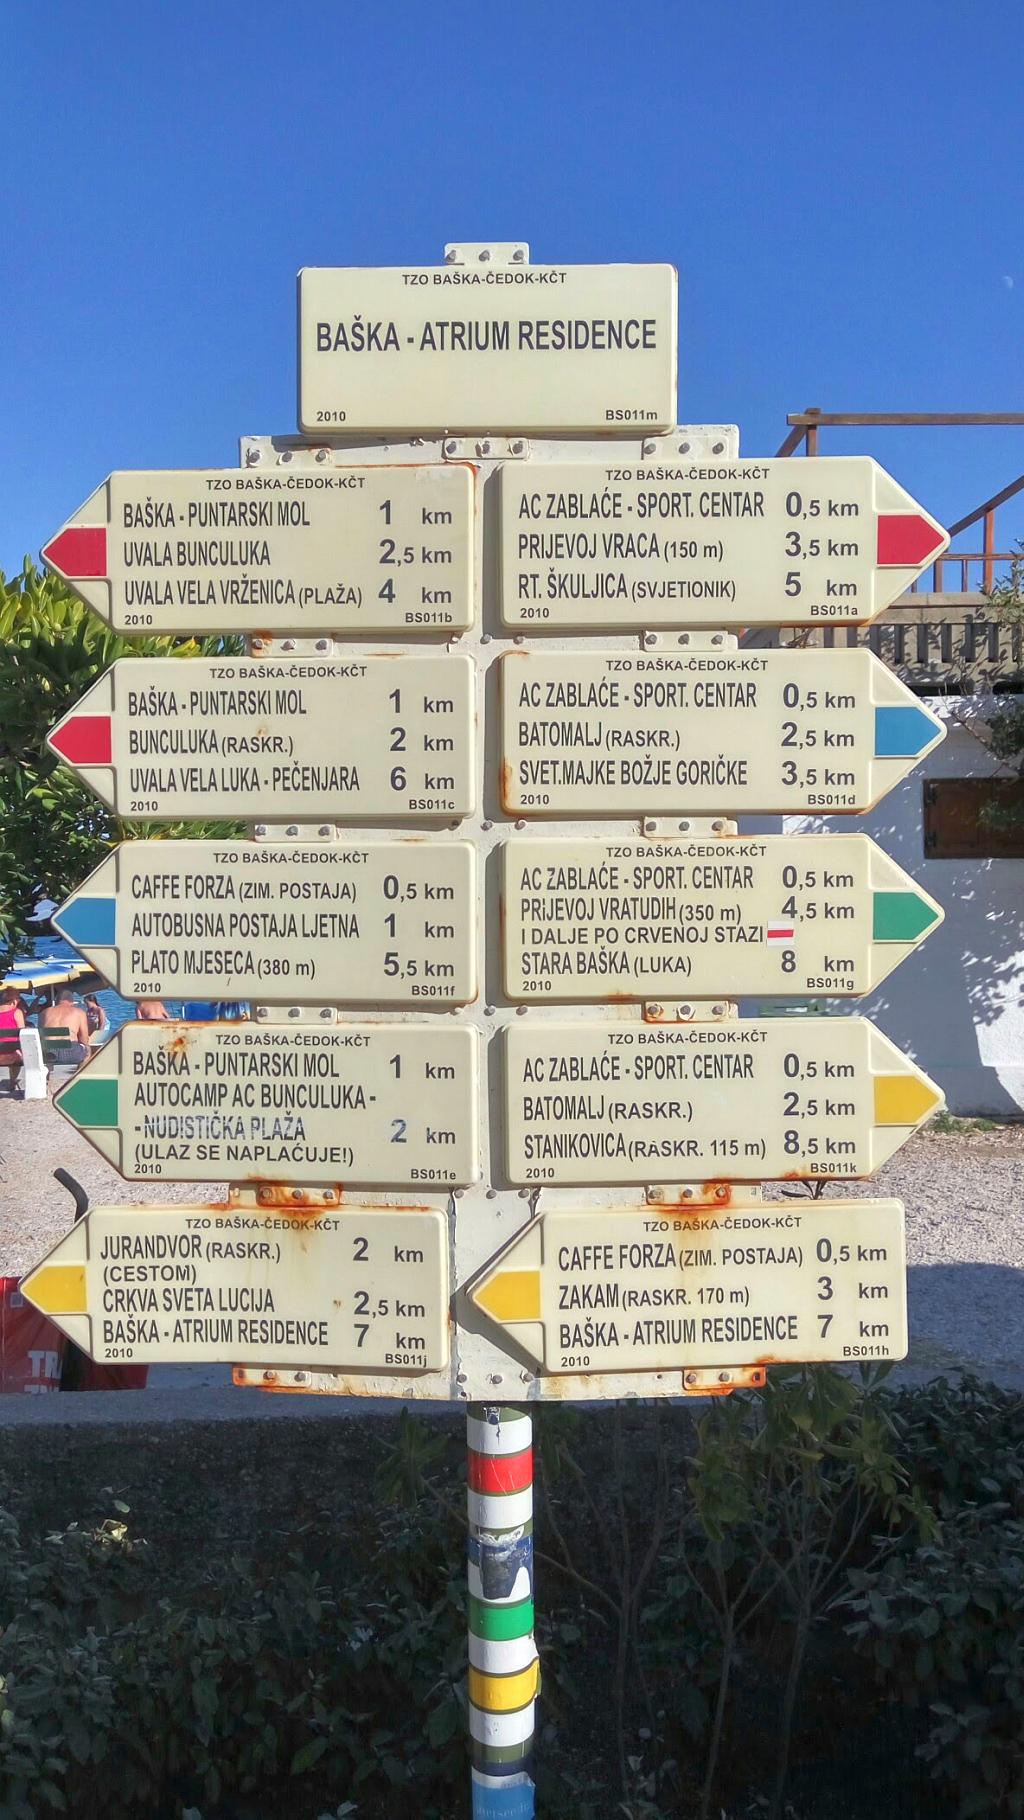 TZO BAŠKA-ČEDOK-KČT
BAŠKA - ATRIUM RESIDENCE
2010 BS011m
TZO BAŠKA-ČEDOK-KČT
BAŠKA - PUNTARSKI MOL 1 km
UVALA BUNCULUKA 2,5 km
UVALA VELA VRŽENICA (PLAŽA) 4 km
2010 BS011b
TZO BAŠKA-ČEDOK-KČT
AC ZABLAĆE - SPORT. CENTAR 0,5 km
PRIJEVOJ VRACA (150 m) 3,5 km
RT. ŠKULJICA (SVJETIONIK) 5 km
2010 BS011a
TZO BAŠKA-ČEDOK-KČT
BAŠKA - PUNTARSKI MOL 1 km
BUNCULUKA (RASKR.) 2 km
UVALA VELA LUKA - PEČENJARA 6 km
2010 BS011c
TZO BAŠKA-ČEDOK-KČT
AC ZABLAĆE - SPORT. CENTAR 0,5 km
BATOMALJ (RASKR.) 2,5 km
SVET.MAJKE BOŽJE GORIČKE 3,5 km
2010 BS011d
TZO BAŠKA-ČEDOK-KČT
CAFFE FORZA (ZIM. POSTAJA) 0,5 km
AUTOBUSNA POSTAJA LJETNA 1 km
PLATO MJESECA (380 m) 5,5 km
2010 BS011f
TZO BAŠKA-ČEDOK-KČT
AC ZABLAĆE - SPORT. CENTAR 0,5 km
PRIJEVOJ VRATUDIH (350 m) 4,5 km
I DALJE PO CRVENOJ STAZI
STARA BAŠKA (LUKA) 8 km
2010 BS011g
TZO BAŠKA-ČEDOK-KČT
BAŠKA - PUNTARSKI MOL 1 km
AUTOCAMP AC BUNCULUKA -
- NUDISTIČKA PLAŽA 2 km
(ULAZ SE NAPLAĆUJE!)
2010 BS011e
TZO BAŠKA-ČEDOK-KČT
AC ZABLAĆE - SPORT. CENTAR 0,5 km
BATOMALJ (RASKR.) 2,5 km
STANIKOVICA (RASKR. 115 m) 8,5 km
2010 BS011k
TZO BAŠKA-ČEDOK-KČT
JURANDVOR (RASKR.) 2 km
(CESTOM)
CRKVA SVETA LUCIJA 2,5 km
BAŠKA - ATRIUM RESIDENCE 7 km
2010 BS011j
TZO BAŠKA-ČEDOK-KČT
CAFFE FORZA (ZIM. POSTAJA) 0,5 km
ZAKAM (RASKR. 170 m) 3 km
BAŠKA - ATRIUM RESIDENCE 7 km
2010 BS011h